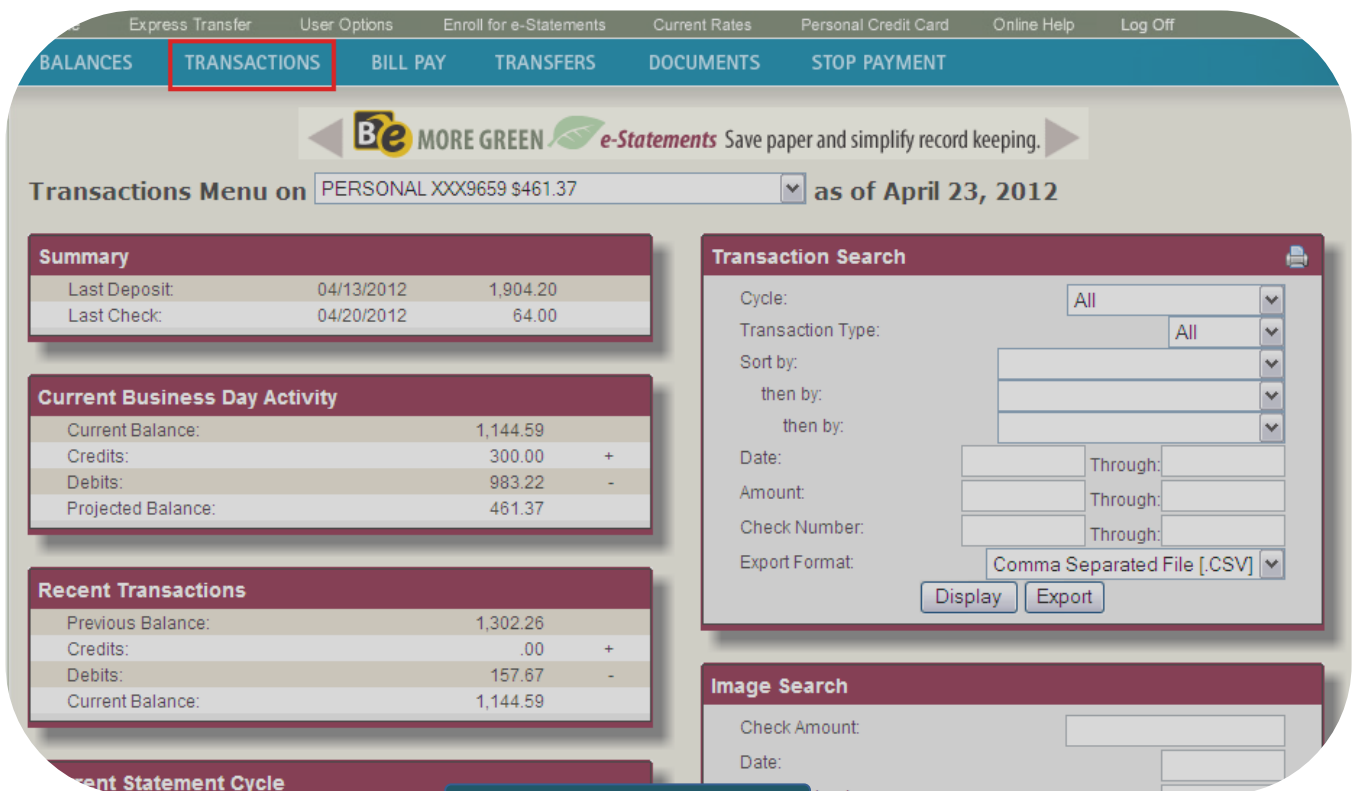 Express Transfer User Options Enroll for e-Statements Current Rates Personal Credit Card Online Help Log Off
BALANCES TRANSACTIONS BILL PAY TRANSFERS DOCUMENTS STOP PAYMENT
Be MORE GREEN e-Statements Save paper and simplify record keeping.
Transactions Menu on PERSONAL XXX9659 $461.37 as of April 23, 2012
Summary
Last Deposit: 04/13/2012 1,904.20
Last Check: 04/20/2012 64.00
Current Business Day Activity
Current Balance: 1,144.59
Credits: 300.00 +
Debits: 983.22 -
Projected Balance: 461.37
Recent Transactions
Previous Balance: 1,302.26
Credits: .00 +
Debits: 157.67 -
Current Balance: 1,144.59
Statement Cycle
Transaction Search
Cycle: All
Transaction Type: All
Sort by:
then by:
then by:
Date: Through:
Amount: Through:
Check Number: Through:
Export Format: Comma Separated File [.CSV]
Display Export
Image Search
Check Amount:
Date: